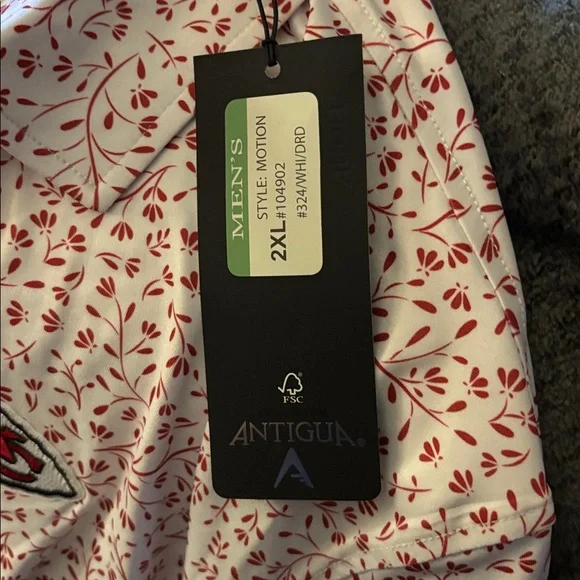 MEN'S
STYLE: MOTION
2XL #104902
#324/WHI/DRD
FSC
ANTIGUA®